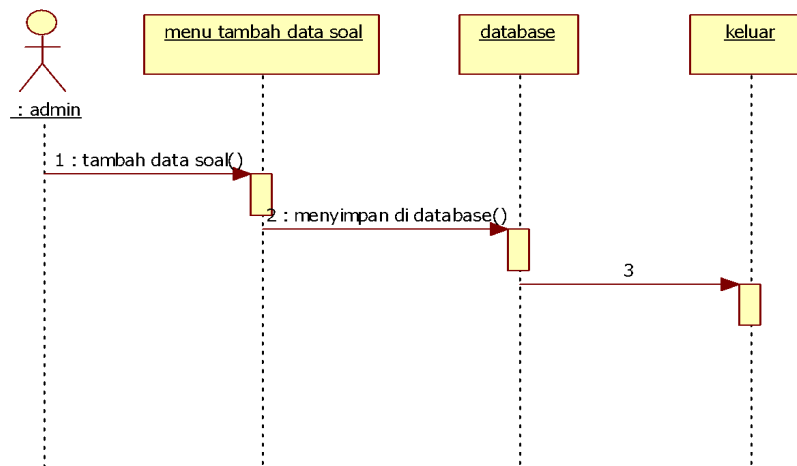 menu tambah data soal
database
keluar
: admin
1 : tambah data soal()
2 : menyimpan di database()
3